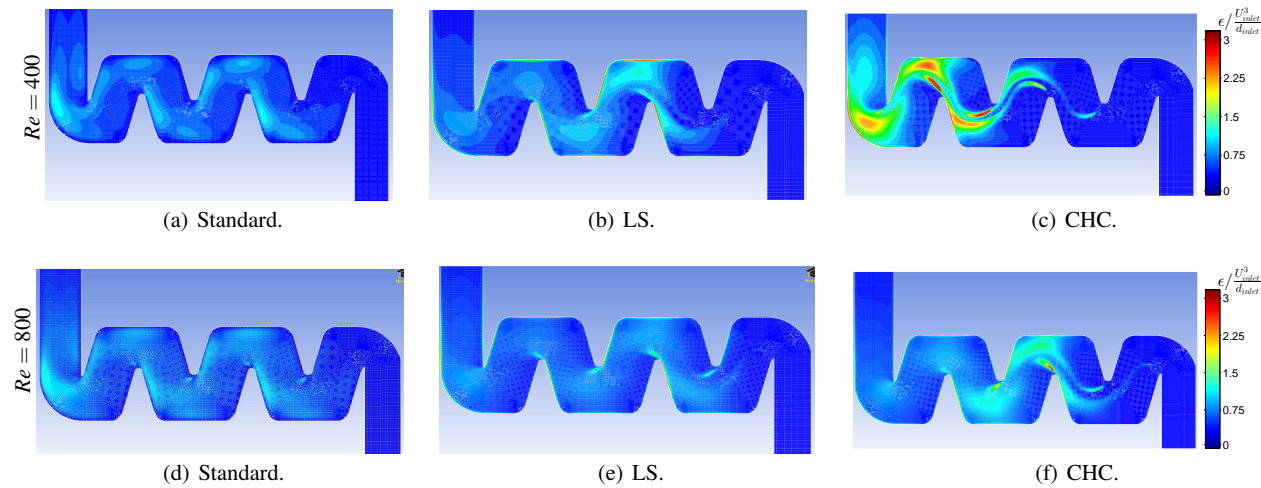 Re = 400
ϵ/U³inlet/dinlet
3
2.25
1.5
0.75
0
(a) Standard.
(b) LS.
(c) CHC.
Re = 800
ϵ/U³inlet/dinlet
3
2.25
1.5
0.75
0
(d) Standard.
(e) LS.
(f) CHC.